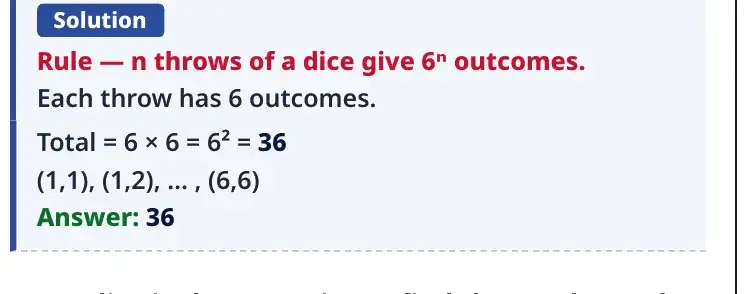 Solution
Rule — n throws of a dice give 6ⁿ outcomes.
Each throw has 6 outcomes.
Total = 6 × 6 = 6² = 36
(1,1), (1,2), ... , (6,6)
Answer: 36